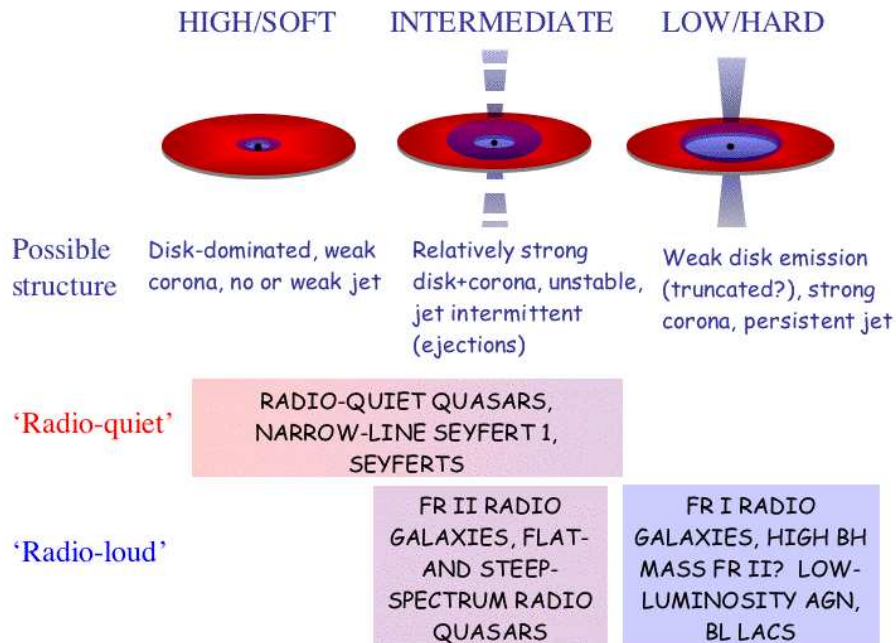 HIGH/SOFT INTERMEDIATE LOW/HARD
Possible
structure
Disk-dominated, weak
corona, no or weak jet
Relatively strong
disk+corona, unstable,
jet intermittent
(ejections)
Weak disk emission
(truncated?), strong
corona, persistent jet
'Radio-quiet'
RADIO-QUIET QUASARS,
NARROW-LINE SEYFERT 1,
SEYFERTS
'Radio-loud'
FR II RADIO
GALAXIES, FLAT-
AND STEEP-
SPECTRUM RADIO
QUASARS
FR I RADIO
GALAXIES, HIGH BH
MASS FR II? LOW-
LUMINOSITY AGN,
BL LACS